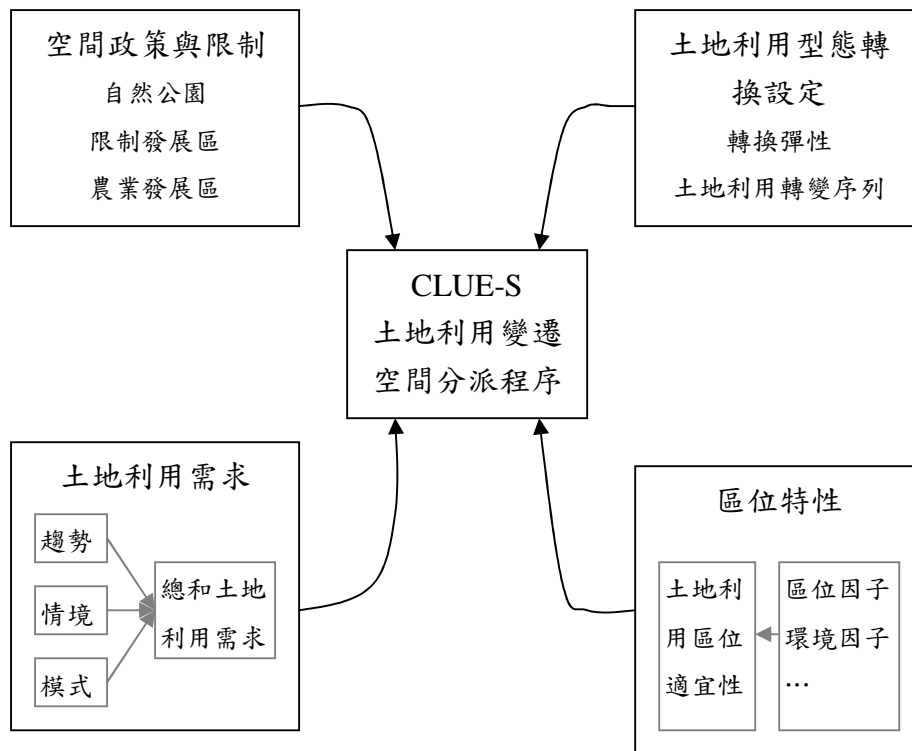 空間政策與限制
自然公園
限制發展區
農業發展區
土地利用型態轉
換設定
轉換彈性
土地利用轉變序列
CLUE-S
土地利用變遷
空間分派程序
土地利用需求
趨勢
情境
模式
總和土地
利用需求
區位特性
土地利
用區位
適宜性
區位因子
環境因子
…